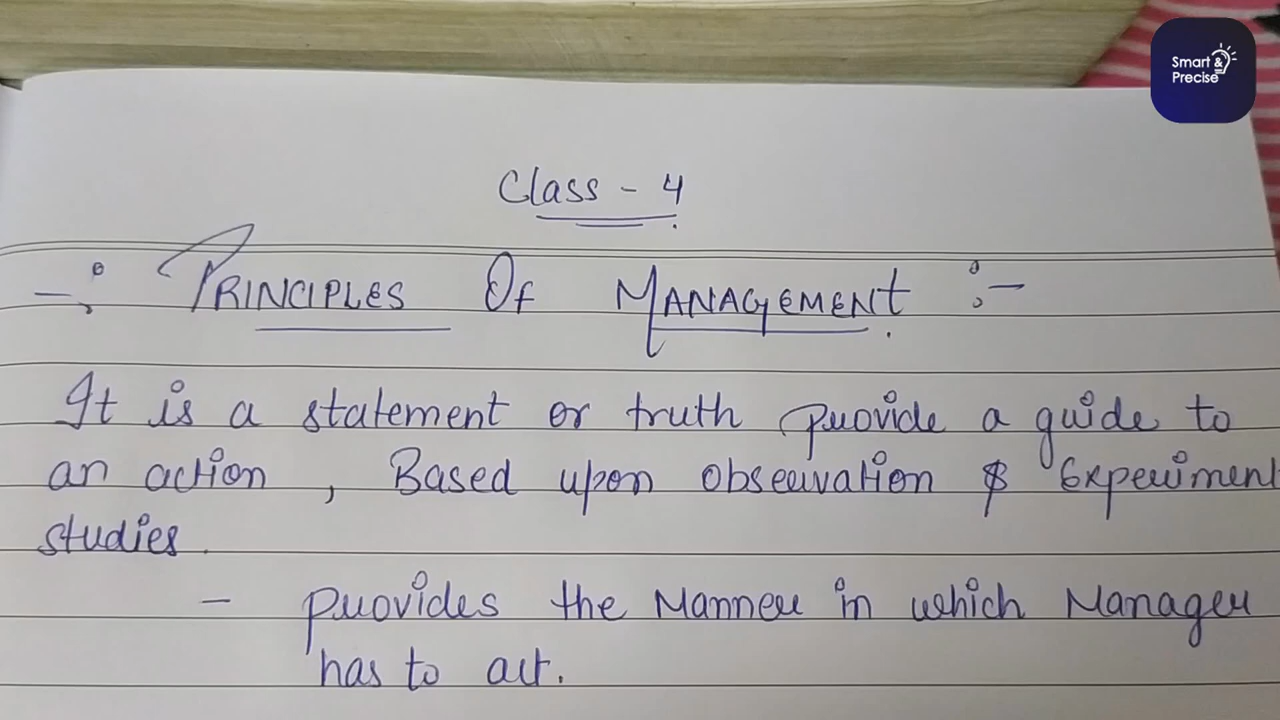 Smart &
Precise
Class - 4
-: PRINCIPLES Of MANAGEMENT :-
It is a statement or truth provide a guide to
an action , Based upon observation & Experiment
studies.
- provides the Manner in which Manager
has to act.